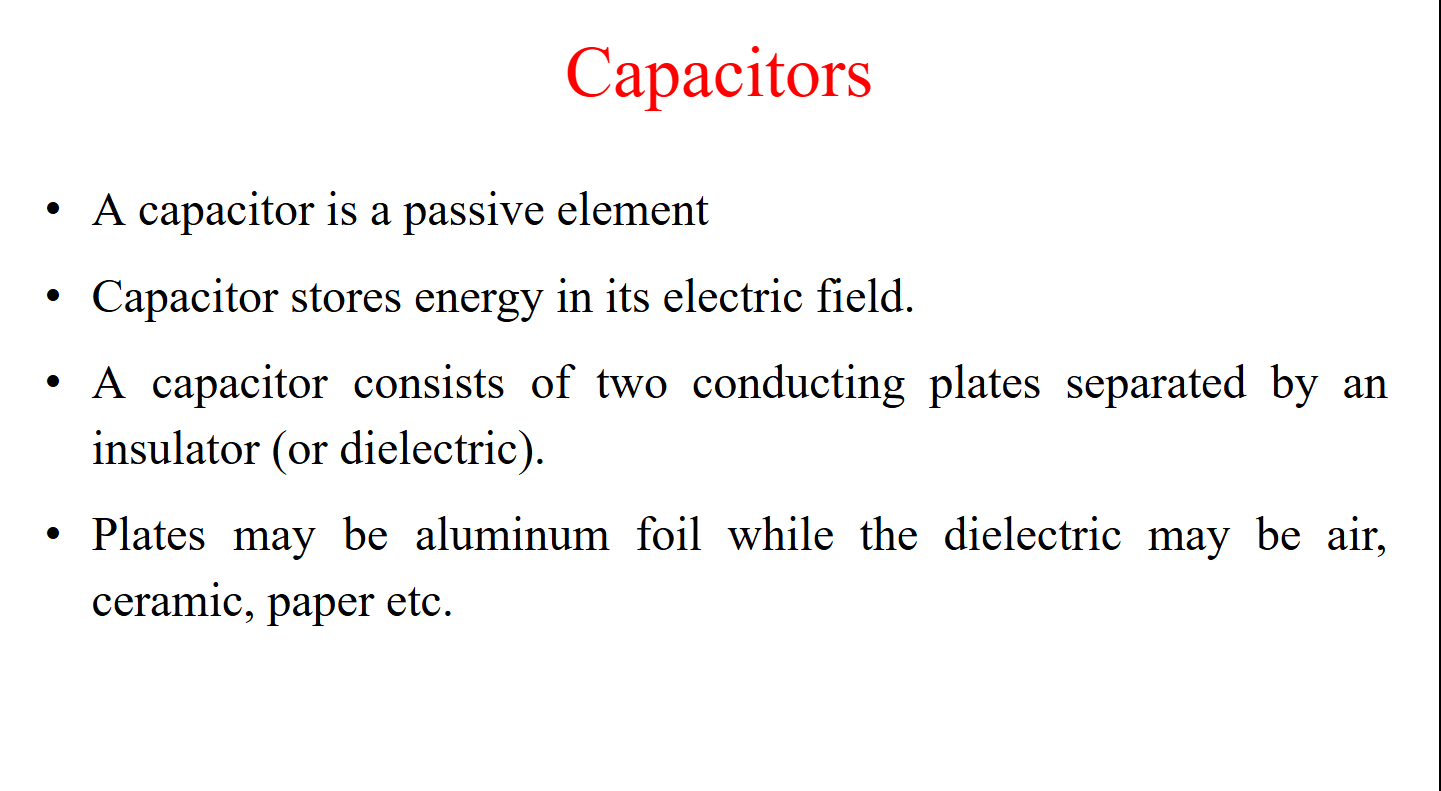 Capacitors
• A capacitor is a passive element
• Capacitor stores energy in its electric field.
• A capacitor consists of two conducting plates separated by an
insulator (or dielectric).
• Plates may be aluminum foil while the dielectric may be air,
ceramic, paper etc.